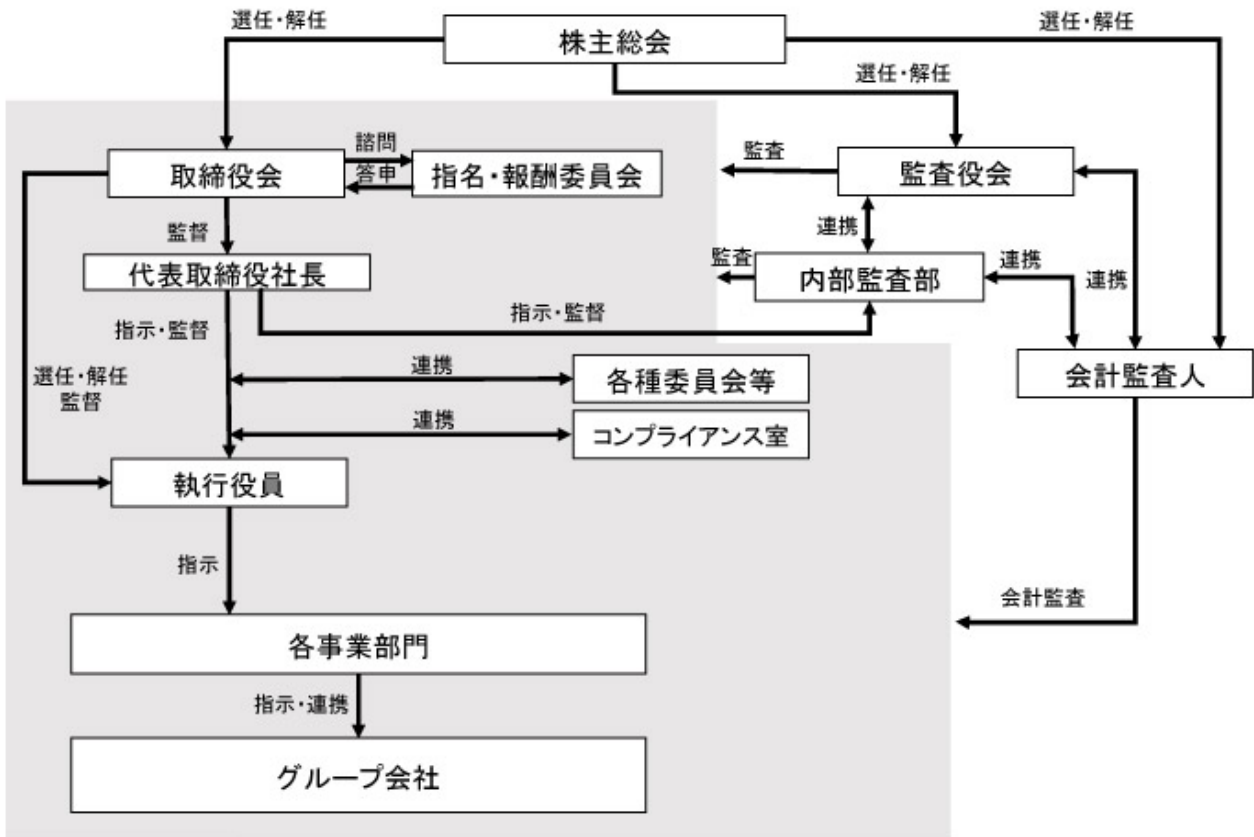 選任・解任
株主総会
選任・解任
選任・解任
諮問
取締役会
答申
指名・報酬委員会
監査
監査役会
監督
連携
代表取締役社長
監査
内部監査部
連携
連携
指示・監督
指示・監督
選任・解任
監督
連携
各種委員会等
会計監査人
連携
コンプライアンス室
執行役員
指示
会計監査
各事業部門
指示・連携
グループ会社